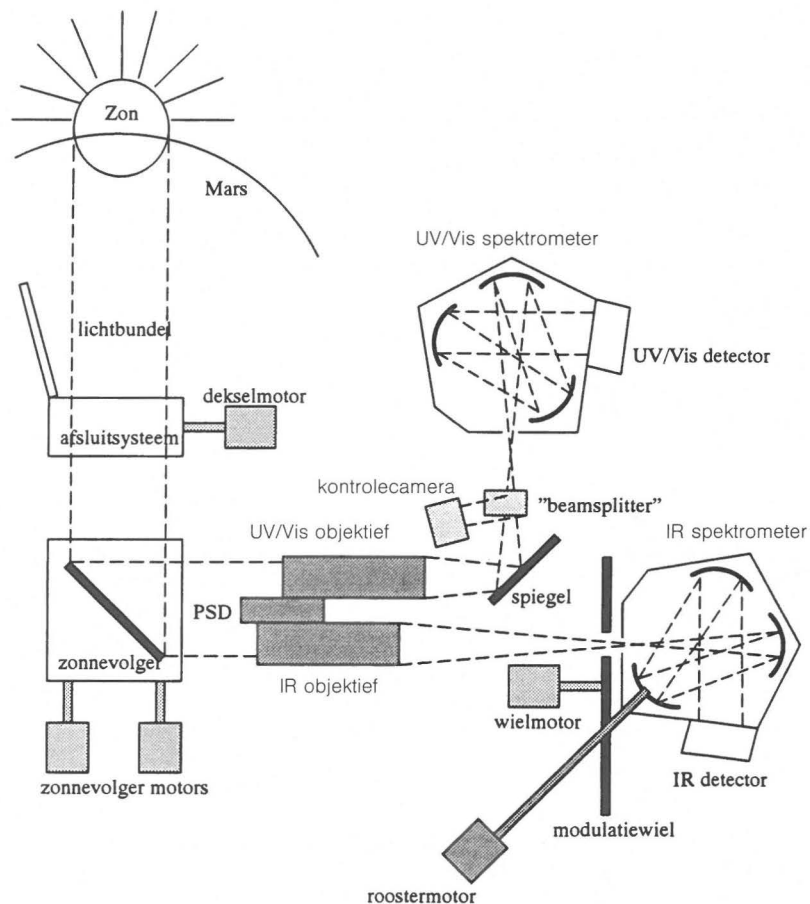 Zon
Mars
UV/Vis spektrometer
lichtbundel
UV/Vis detector
dekselmotor
afsluitsysteem
kontrolecamera
"beamsplitter"
UV/Vis objektief
IR spektrometer
PSD
spiegel
zonnevolger
IR objektief
wielmotor
zonnevolger motors
IR detector
modulatiewiel
roostermotor